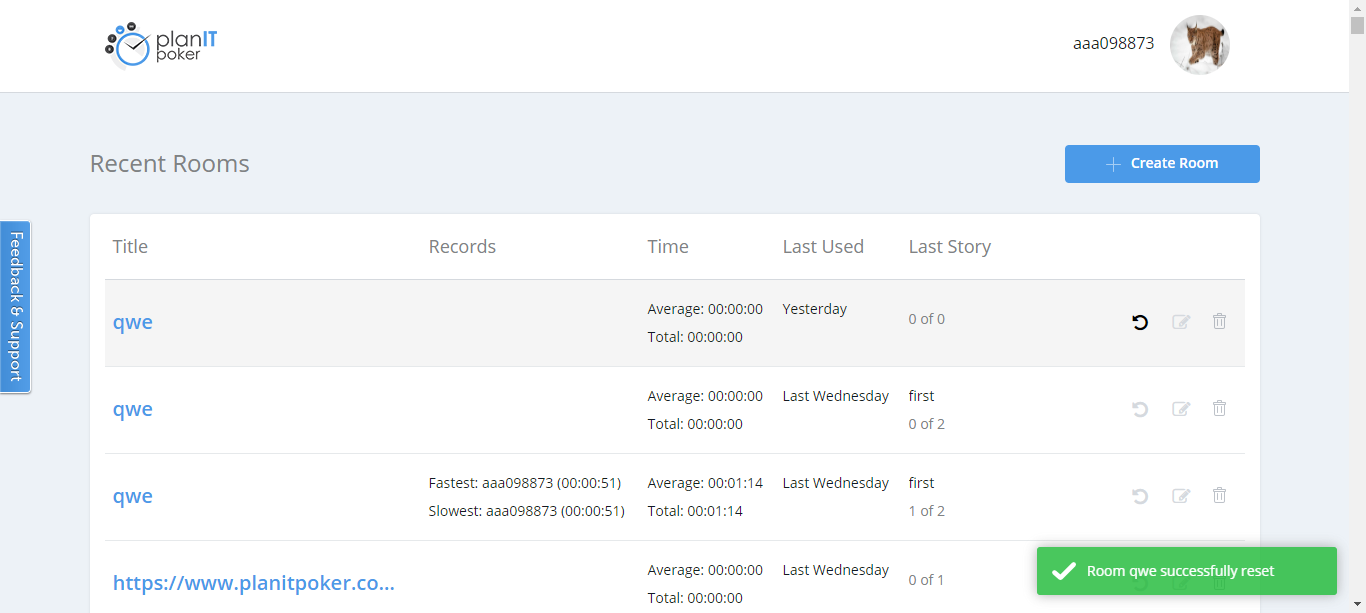 planIT
poker
aaa098873
Recent Rooms
Create Room
Feedback & Support
Title Records Time Last Used Last Story
qwe
Average: 00:00:00
Total: 00:00:00
Yesterday
0 of 0
qwe
Average: 00:00:00
Total: 00:00:00
Last Wednesday
first
0 of 2
qwe
Fastest: aaa098873 (00:00:51)
Slowest: aaa098873 (00:00:51)
Average: 00:01:14
Total: 00:01:14
Last Wednesday
first
1 of 2
https://www.planitpoker.co...
Average: 00:00:00
Total: 00:00:00
Last Wednesday
0 of 1
Room qwe successfully reset